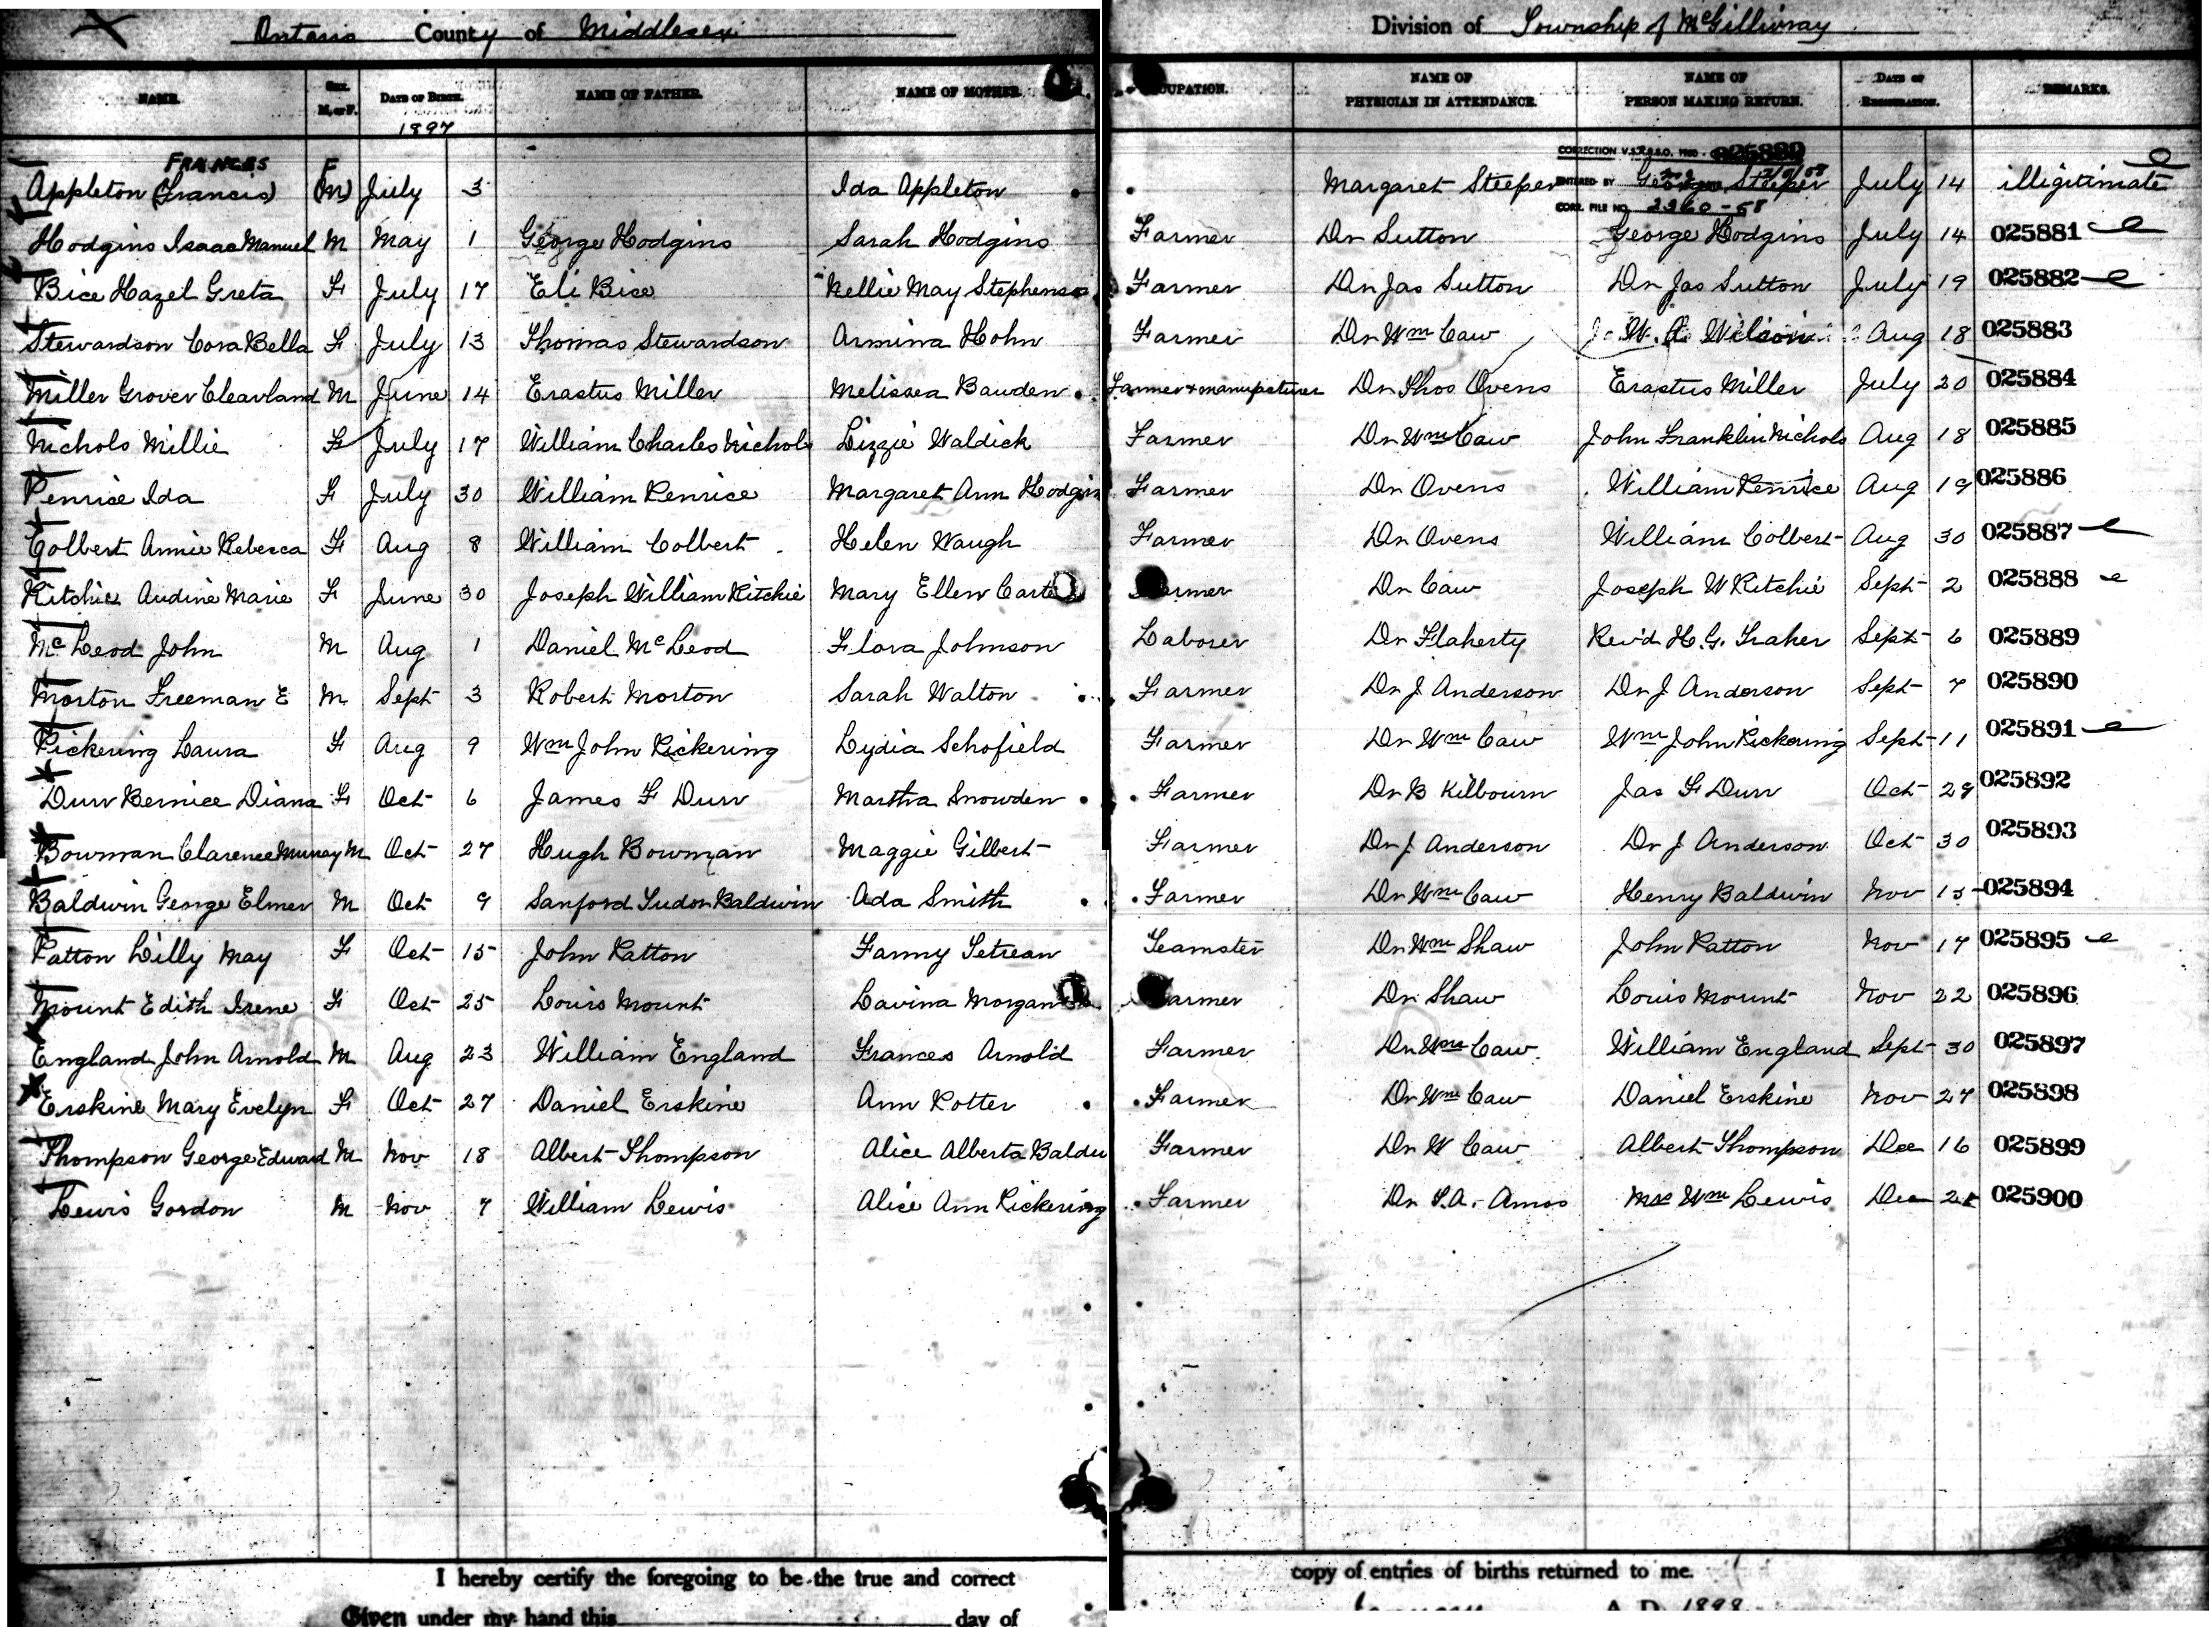 Ontario County of Middlesex Division of Township of McGillivray
NAME. SEX. M. or F. DATE OF BIRTH. NAME OF FATHER. NAME OF MOTHER. OCCUPATION. NAME OF PHYSICIAN IN ATTENDANCE. NAME OF PERSON MAKING RETURN. DATE OF REGISTRATION. REMARKS.
1897
FRANCES F CORRECTION 025880
Appleton (Francis) (M) July 3 Ida Appleton Margaret Steeper ENTERED BY George Steeper July 14 illigitimate
CORR. FILE NO. 2260-58
Hodgins Isaac Manuel M May 1 George Hodgins Sarah Hodgins Farmer Dr Sutton George Hodgins July 14 025881
Bice Hazel Greta F July 17 Eli Bice Nellie May Stephenson Farmer Dr Jas Sutton Dr Jas Sutton July 19 025882
Stewardson Cora Bella F July 13 Thomas Stewardson Armina Hohn Farmer Dr Wm Caw W. A. Wilson Aug 18 025883
Miller Grover Cleavland M June 14 Erastus Miller Melissea Bawden Farmer & manufacturer Dr Thos Ovens Erastus Miller July 20 025884
Nichols Millie F July 17 William Charles Nichols Lizzie Waldick Farmer Dr Wm Caw John Franklin Nichols Aug 18 025885
Penrice Ida F July 30 William Penrice Margaret Ann Hodgin Farmer Dr Ovens William Penrice Aug 19 025886
Colbert Annie Rebecca F Aug 8 William Colbert Helen Waugh Farmer Dr Ovens William Colbert Aug 30 025887
Ritchie Audine Marie F June 30 Joseph William Ritchie Mary Ellen Carte Farmer Dr Caw Joseph W Ritchie Sept 2 025888
McLeod John M Aug 1 Daniel McLeod Flora Johnson Laborer Dr Flaherty Rev'd H. G. Fraher Sept 6 025889
Morton Freeman E M Sept 3 Robert Morton Sarah Walton Farmer Dr J Anderson Dr J Anderson Sept 7 025890
Pickering Laura F Aug 9 Wm John Pickering Lydia Schofield Farmer Dr Wm Caw Wm John Pickering Sept 11 025891
Durr Bernice Diana F Oct 6 James F Durr Martha Snowden Farmer Dr B Kilbourn Jas F Durr Oct 29 025892
Bowman Clarence Murray M Oct 27 Hugh Bowman Maggie Gilbert Farmer Dr J Anderson Dr J Anderson Oct 30 025893
Baldwin George Elmer M Oct 9 Sanford Tudor Baldwin Ada Smith Farmer Dr Wm Caw Henry Baldwin Nov 15 025894
Patton Lilly May F Oct 15 John Patton Fanny Setrean Teamster Dr Wm Shaw John Patton Nov 17 025895
Mount Edith Irene F Oct 25 Louis Mount Lavina Morgan Farmer Dr Shaw Louis Mount Nov 22 025896
England John Arnold M Aug 23 William England Frances Arnold Farmer Dr Wm Caw William England Sept 30 025897
Erskine Mary Evelyn F Oct 27 Daniel Erskine Ann Potter Farmer Dr Wm Caw Daniel Erskine Nov 27 025898
Thompson George Edward M Nov 18 Albert Thompson Alice Alberta Baldw Farmer Dr W Caw Albert Thompson Dec 16 025899
Lewis Gordon M Nov 7 William Lewis Alice Ann Pickering Farmer Dr T. A. Amos Mrs Wm Lewis Dec 025900
I hereby certify the foregoing to be the true and correct copy of entries of births returned to me.
Given under my hand this day of A. D. 1898